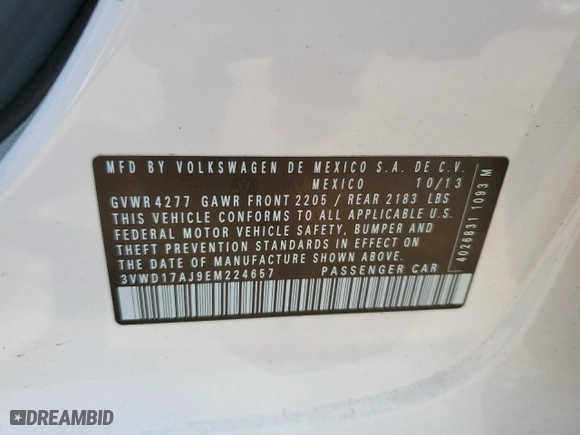 MFD BY VOLKSWAGEN DE MEXICO S.A. DE C.V.
MEXICO 10/13
GVWR 4277 GAWR FRONT 2205 / REAR 2183 LBS
THIS VEHICLE CONFORMS TO ALL APPLICABLE U.S.
FEDERAL MOTOR VEHICLE SAFETY, BUMPER AND
THEFT PREVENTION STANDARDS IN EFFECT ON
THE DATE OF MANUFACTURE SHOWN ABOVE.
3VWD17AJ9EM224657 PASSENGER CAR
4026831 1093 M
DREAMBID